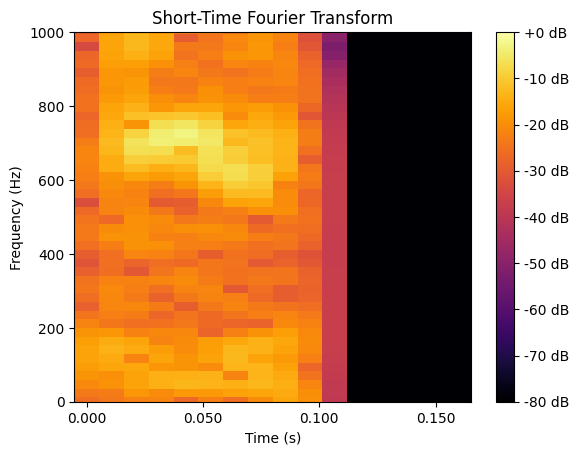 Short-Time Fourier Transform
1000
800
600
400
200
0
Frequency (Hz)
0.000
0.050
0.100
0.150
Time (s)
+0 dB
-10 dB
-20 dB
-30 dB
-40 dB
-50 dB
-60 dB
-70 dB
-80 dB